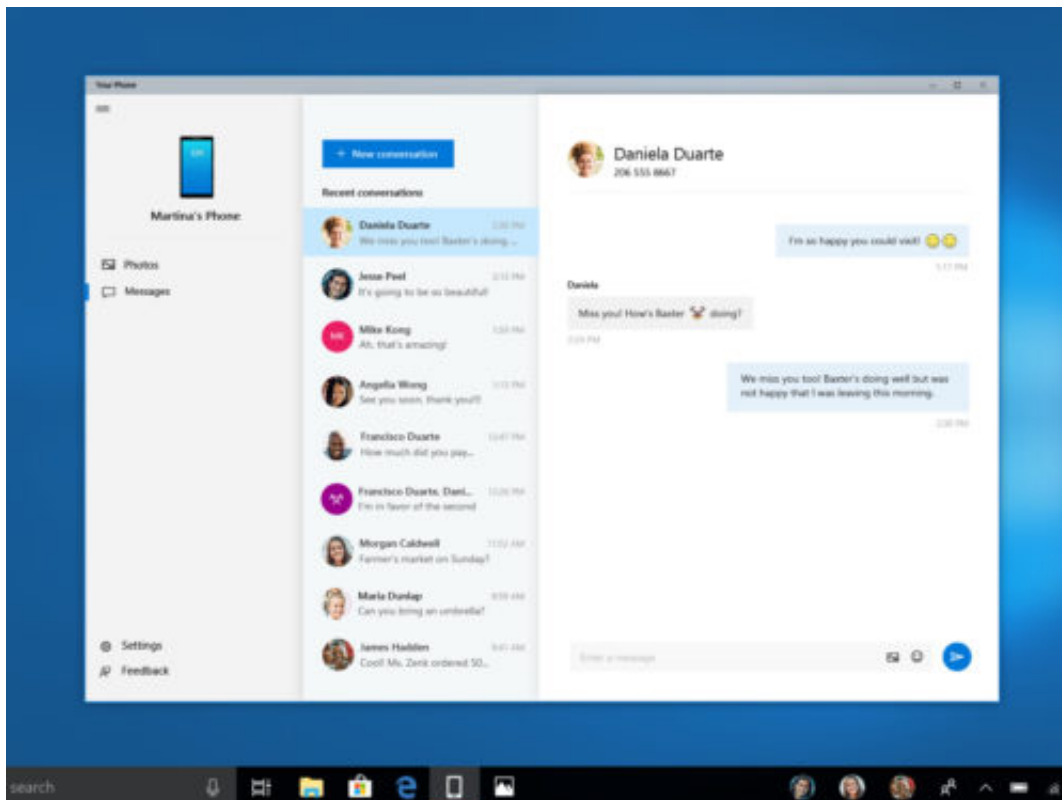 Your Phone
Martina's Phone
Photos
Messages
Settings
Feedback
+ New conversation
Recent conversations
Daniela Duarte
We miss you too! Baxter's doing ...
Jesse Peel
It's going to be so beautiful!
Mike Kong
MK
Ah, that's amazing!
Angella Wong
See you soon, thank you!!!
Francisco Duarte
How much did you pay...
Francisco Duarte, Dani...
I'm in favor of the second
Morgan Caldwell
Farmer's market on Sunday?
Maria Dunlap
Can you bring an umbrella?
James Hadden
Cool! Ms. Zenk ordered 50...
Daniela Duarte
206 555 8667
I'm so happy you could visit!
Daniela
Miss you! How's Baxter doing?
We miss you too! Baxter's doing well but was
not happy that I was leaving this morning.
Enter a message
search